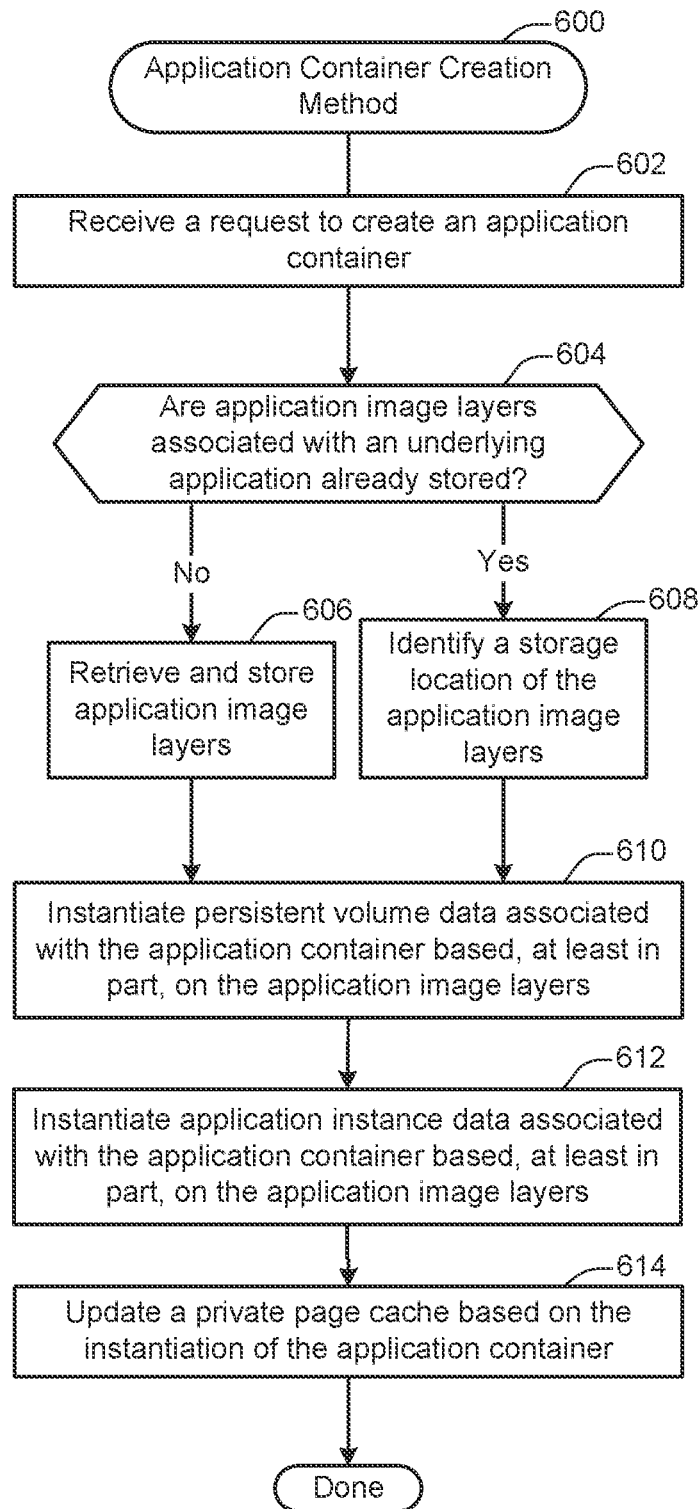 600
Application Container Creation
Method
602
Receive a request to create an application
container
604
Are application image layers
associated with an underlying
application already stored?
No
Yes
606
608
Retrieve and store
application image
layers
Identify a storage
location of the
application image
layers
610
Instantiate persistent volume data associated
with the application container based, at least in
part, on the application image layers
612
Instantiate application instance data associated
with the application container based, at least in
part, on the application image layers
614
Update a private page cache based on the
instantiation of the application container
Done